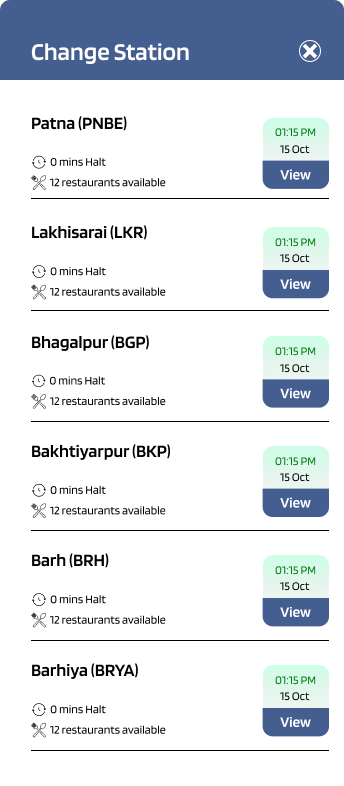 Change Station
Patna (PNBE)
01:15 PM
15 Oct
0 mins Halt
12 restaurants available
View
Lakhisarai (LKR)
01:15 PM
15 Oct
0 mins Halt
12 restaurants available
View
Bhagalpur (BGP)
01:15 PM
15 Oct
0 mins Halt
12 restaurants available
View
Bakhtiyarpur (BKP)
01:15 PM
15 Oct
0 mins Halt
12 restaurants available
View
Barh (BRH)
01:15 PM
15 Oct
0 mins Halt
12 restaurants available
View
Barhiya (BRYA)
01:15 PM
15 Oct
0 mins Halt
12 restaurants available
View